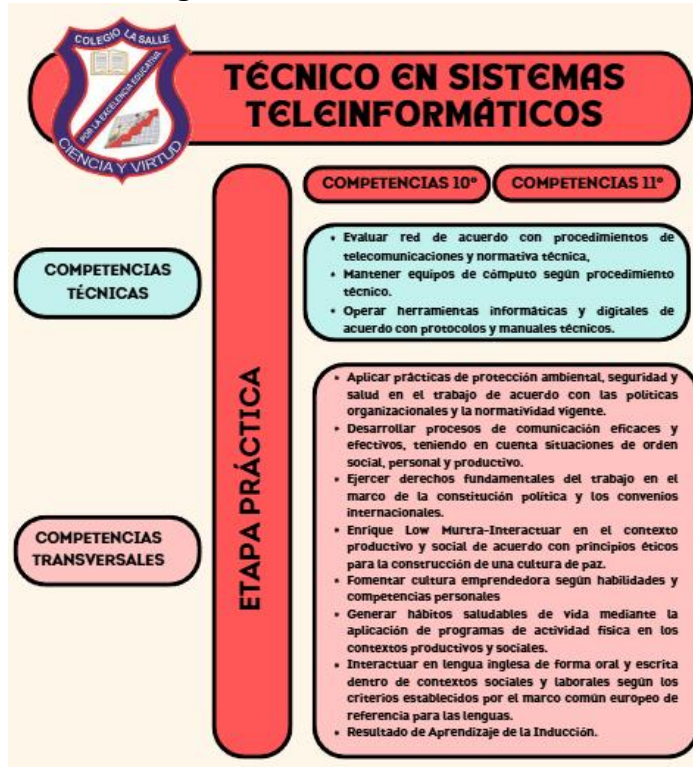 COLEGIO LA SALLE
POR LA EXCELENCIA EDUCATIVA
CIENCIA Y VIRTUD
TÉCNICO EN SISTEMAS
TELEINFORMÁTICOS
COMPETENCIAS 10°
COMPETENCIAS 11°
COMPETENCIAS
TÉCNICAS
• Evaluar red de acuerdo con procedimientos de
telecomunicaciones y normativa técnica,
• Mantener equipos de cómputo según procedimiento
técnico.
• Operar herramientas informáticas y digitales de
acuerdo con protocolos y manuales técnicos.
ETAPA PRÁCTICA
COMPETENCIAS
TRANSVERSALES
• Aplicar prácticas de protección ambiental, seguridad y
salud en el trabajo de acuerdo con las políticas
organizacionales y la normatividad vigente.
• Desarrollar procesos de comunicación eficaces y
efectivos, teniendo en cuenta situaciones de orden
social, personal y productivo.
• Ejercer derechos fundamentales del trabajo en el
marco de la constitución política y los convenios
internacionales.
• Enrique Low Murtra-Interactuar en el contexto
productivo y social de acuerdo con principios éticos
para la construcción de una cultura de paz.
• Fomentar cultura emprendedora según habilidades y
competencias personales
• Generar hábitos saludables de vida mediante la
aplicación de programas de actividad física en los
contextos productivos y sociales.
• Interactuar en lengua inglesa de forma oral y escrita
dentro de contextos sociales y laborales según los
criterios establecidos por el marco común europeo de
referencia para las lenguas.
• Resultado de Aprendizaje de la Inducción.